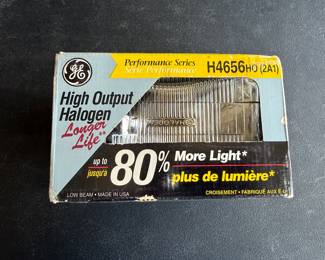 GE
Performance Series
Série Performance
H4656HO (2A1)
High Output
Halogen
Longer
Life**
up to
jusqu'à
80%
More Light*
plus de lumière*
LOW BEAM • MADE IN USA
CROISEMENT • FABRIQUÉ AUX É-U